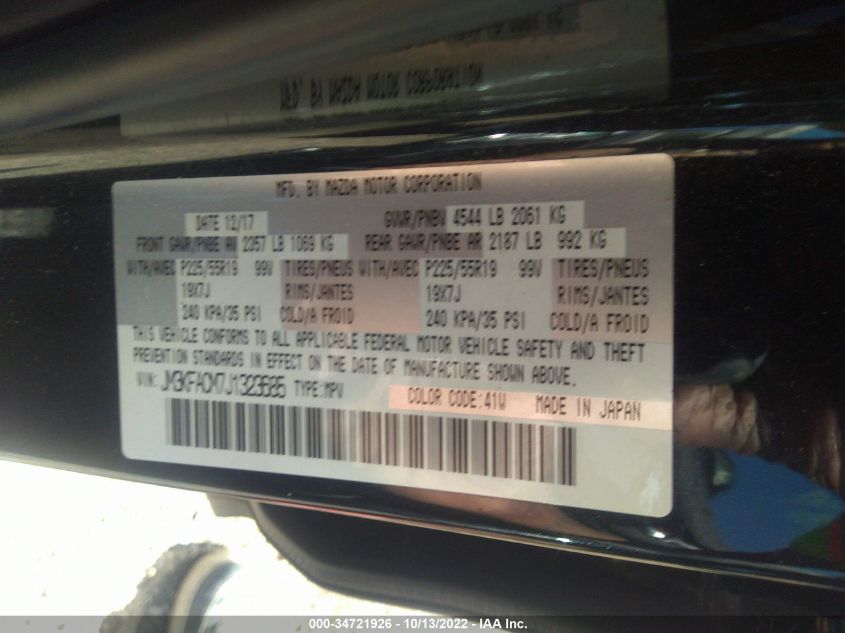 MFD. BY MAZDA MOTOR CORPORATION
DATE 12/17 GVWR/PNBV 4544 LB 2061 KG
FRONT GAWR/PNBE AV 2357 LB 1069 KG REAR GAWR/PNBE AR 2187 LB 992 KG
WITH/AVEC P225/55R19 99V TIRES/PNEUS WITH/AVEC P225/55R19 99V TIRES/PNEUS
19X7J RIMS/JANTES 19X7J RIMS/JANTES
240 KPA/35 PSI COLD/A FROID 240 KPA/35 PSI COLD/A FROID
THIS VEHICLE CONFORMS TO ALL APPLICABLE FEDERAL MOTOR VEHICLE SAFETY AND THEFT
PREVENTION STANDARDS IN EFFECT ON THE DATE OF MANUFACTURE SHOWN ABOVE.
VIN: JM3KFACM7J1323585 TYPE:MPV COLOR CODE:41W MADE IN JAPAN
000-34721926 - 10/13/2022 - IAA Inc.